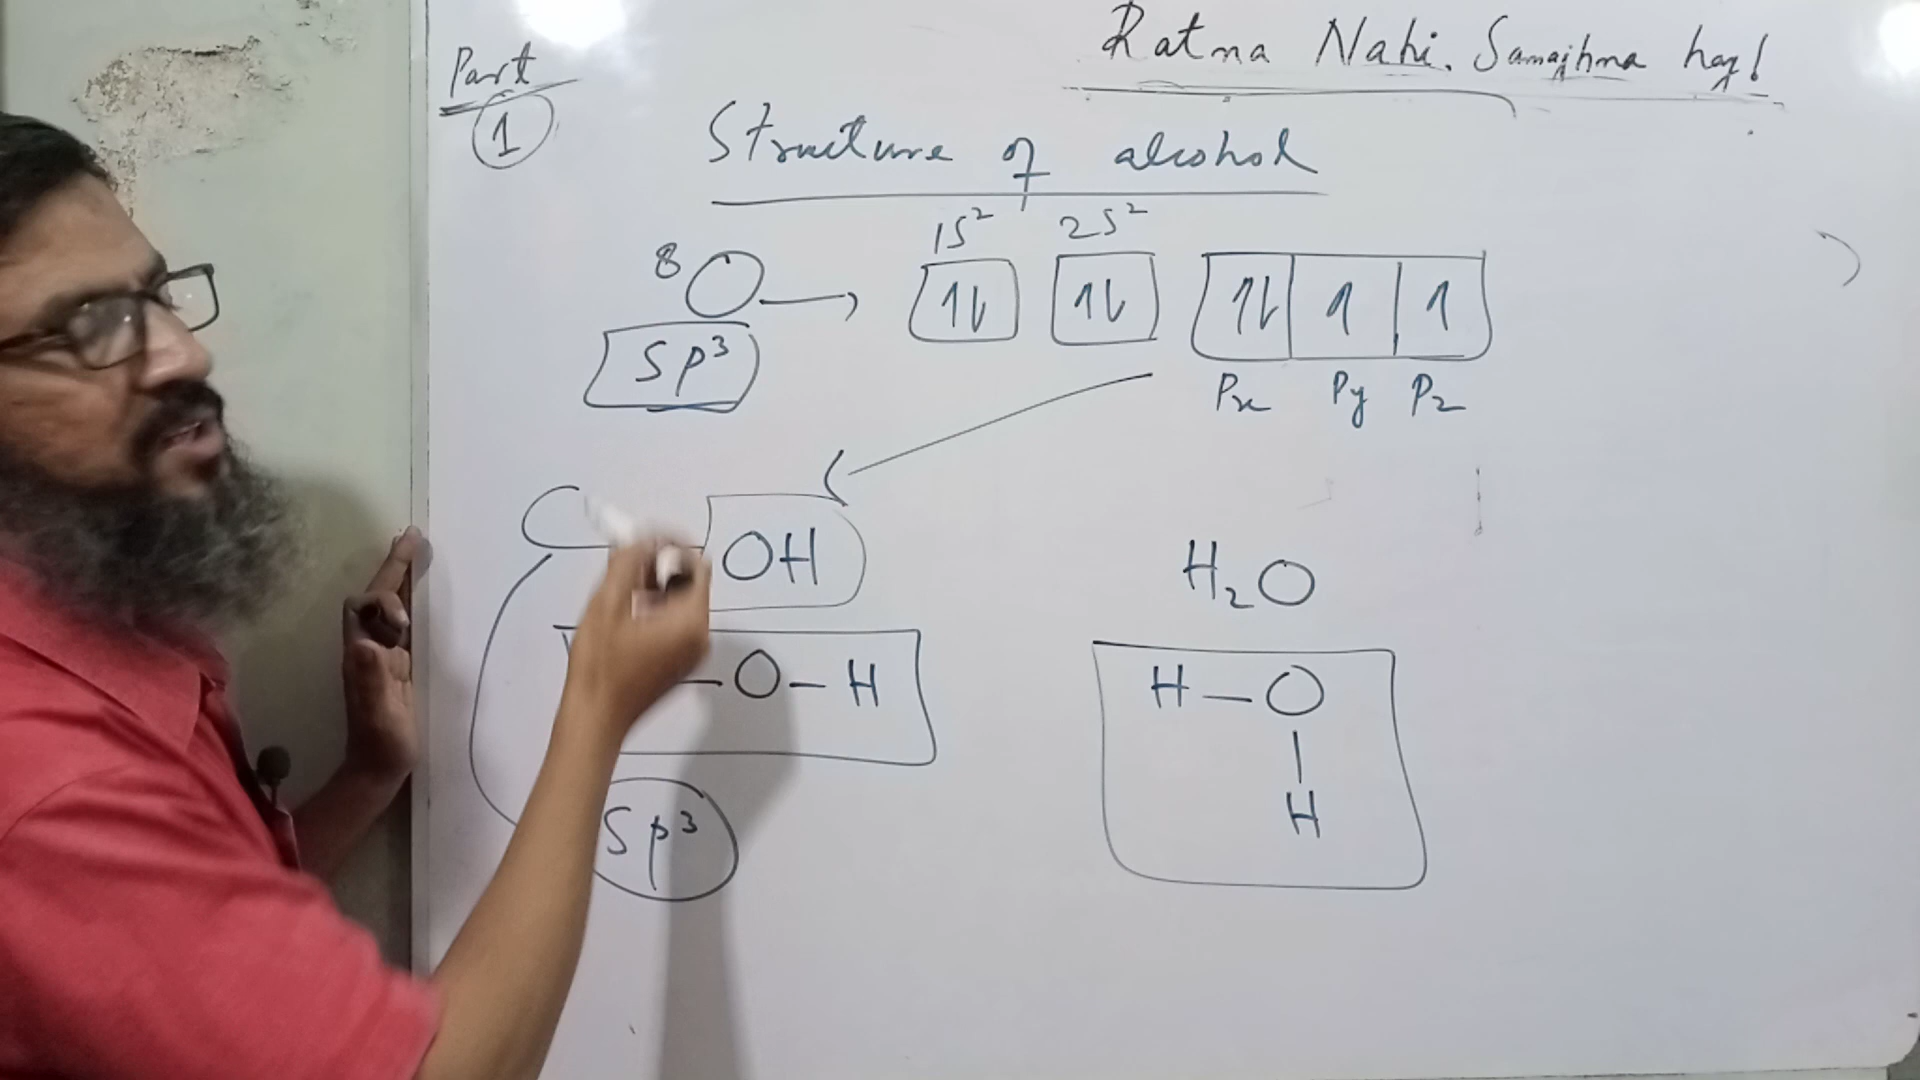 Part
1
Ratna Nahi. Samajhna hay!
Structure of alcohol
1S² 2S²
8 O → 1l 1l 1l 1 1
SP³
Px Py Pz
C OH
H₂O
– O – H
H – O
|
H
SP³